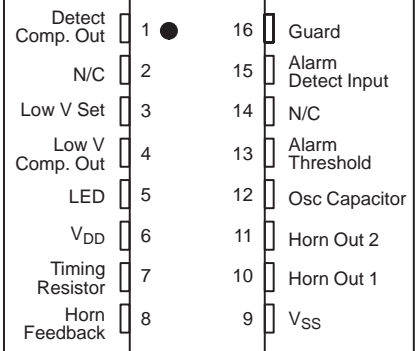 Detect
Comp. Out 1 16 Guard
N/C 2 15 Alarm
Detect Input
Low V Set 3 14 N/C
Low V
Comp. Out 4 13 Alarm
Threshold
LED 5 12 Osc Capacitor
VDD 6 11 Horn Out 2
Timing
Resistor 7 10 Horn Out 1
Horn
Feedback 8 9 VSS